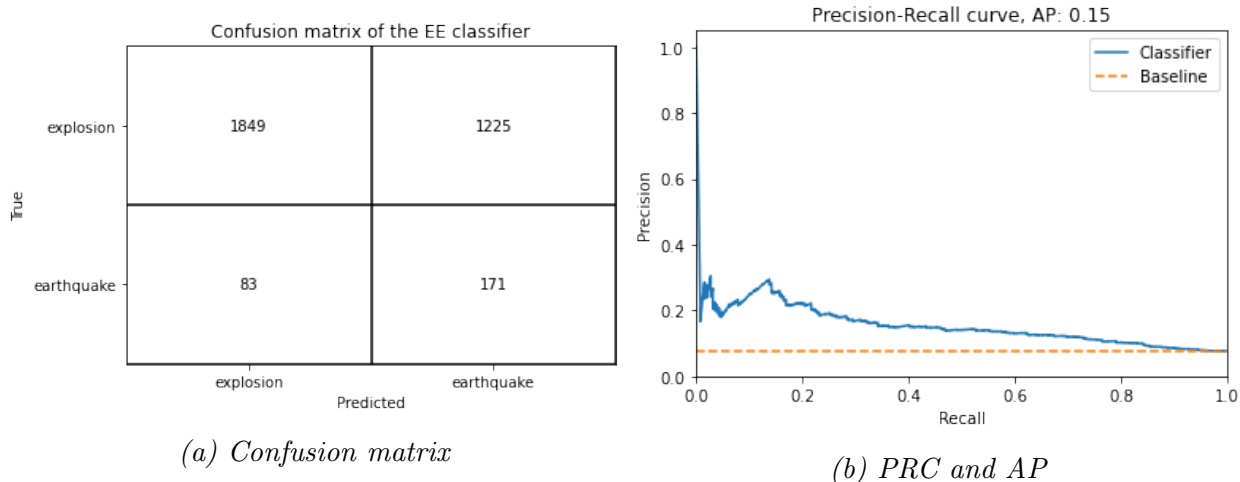 Confusion matrix of the EE classifier
True
explosion
1849
1225
earthquake
83
171
explosion
earthquake
Predicted
(a) Confusion matrix
Precision-Recall curve, AP: 0.15
Precision
1.0
0.8
0.6
0.4
0.2
0.0
Classifier
Baseline
0.0 0.2 0.4 0.6 0.8 1.0
Recall
(b) PRC and AP